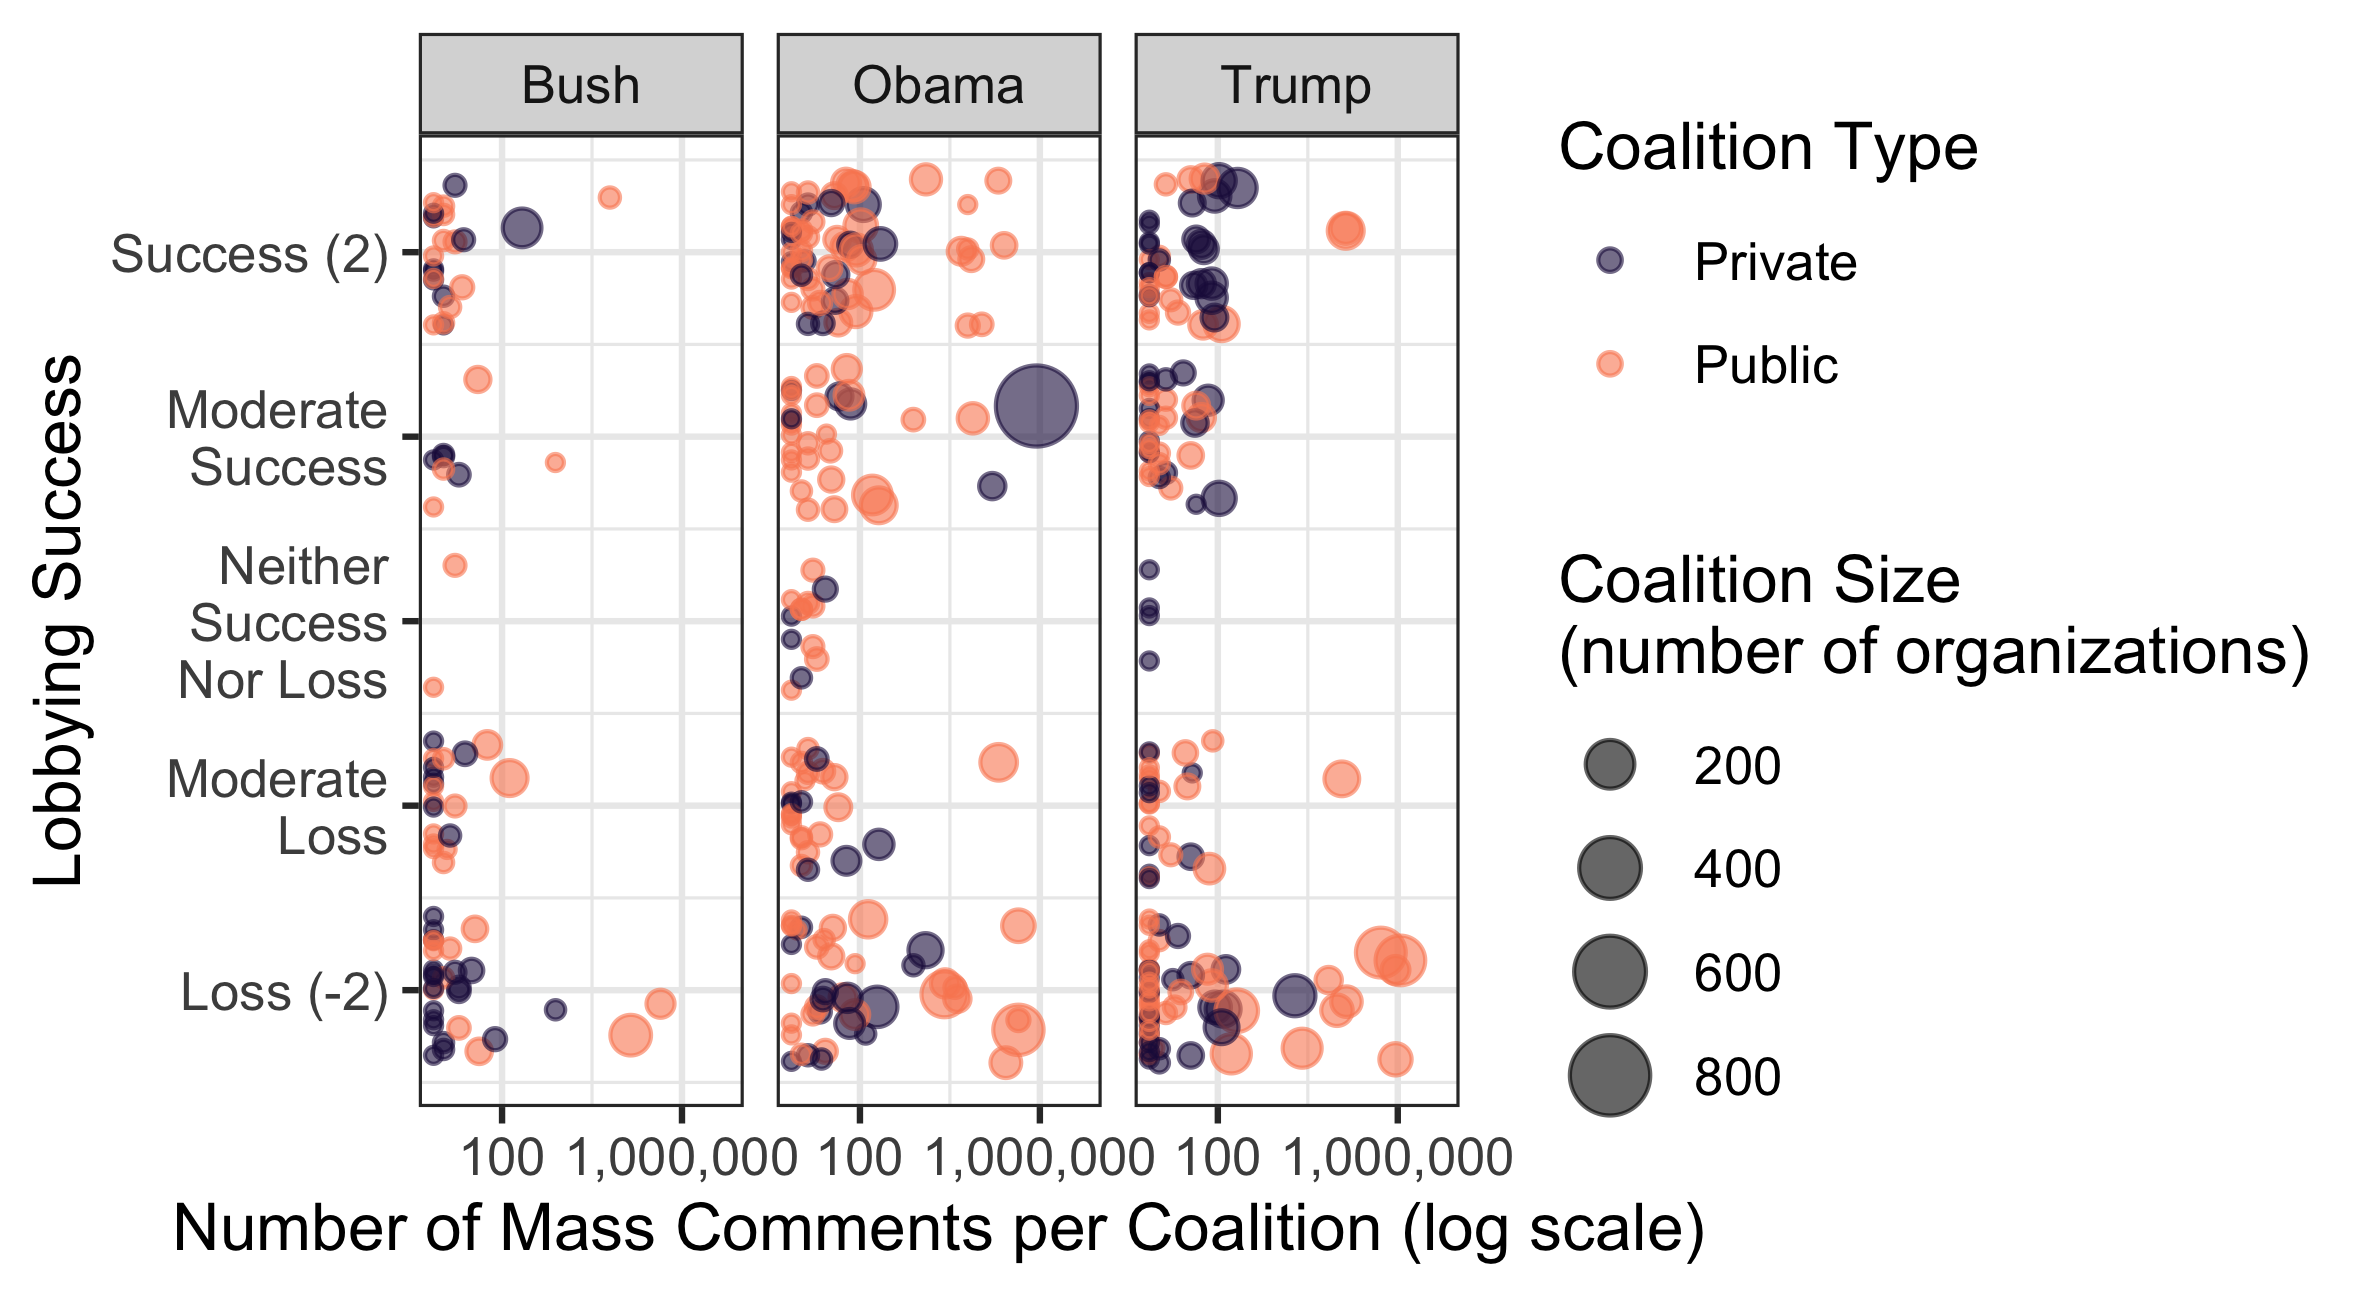 Bush
Obama
Trump
Lobbying Success
Success (2)
Moderate
Success
Neither
Success
Nor Loss
Moderate
Loss
Loss (-2)
100 1,000,000
100 1,000,000
100 1,000,000
Number of Mass Comments per Coalition (log scale)
Coalition Type
Private
Public
Coalition Size
(number of organizations)
200
400
600
800